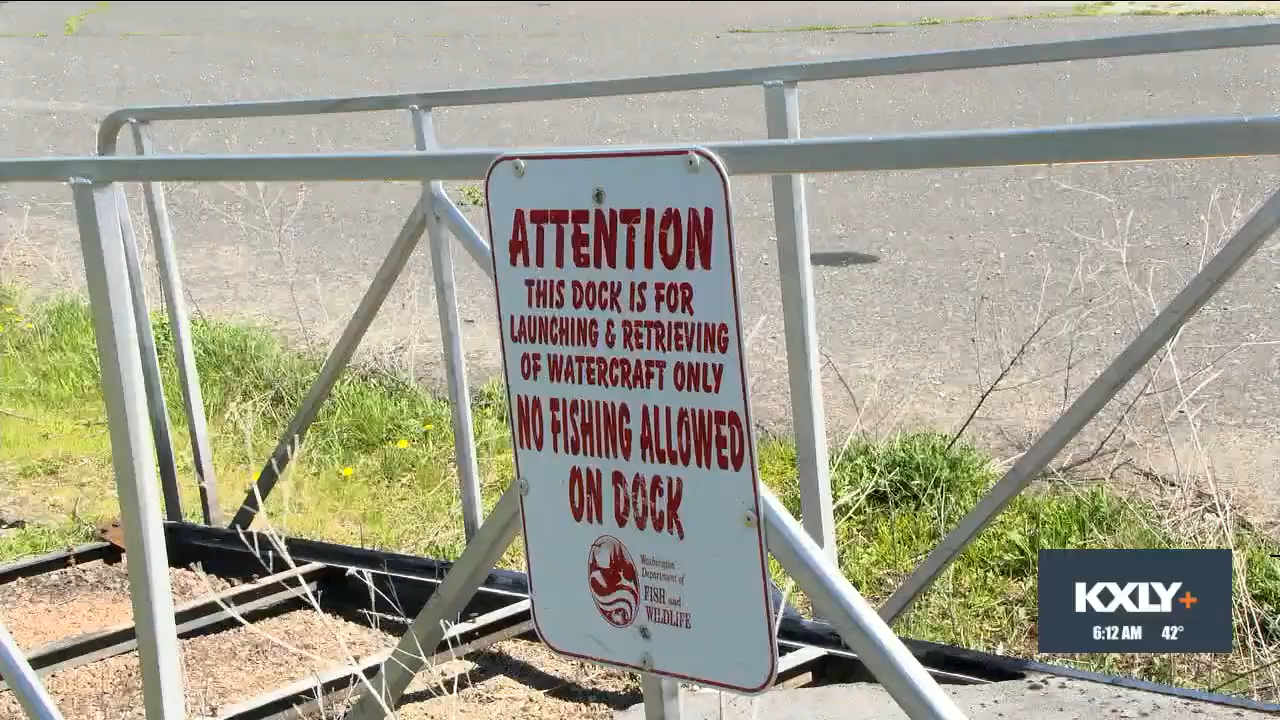 ATTENTION
THIS DOCK IS FOR
LAUNCHING & RETRIEVING
OF WATERCRAFT ONLY
NO FISHING ALLOWED
ON DOCK
Washington
Department of
FISH and
WILDLIFE
KXLY+
6:12 AM 42°